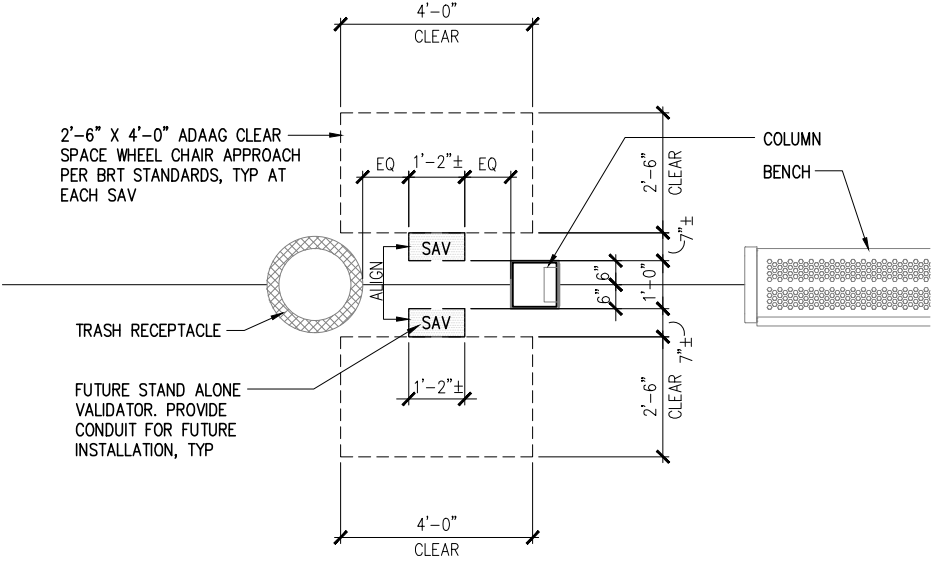 4'-0"
CLEAR
2'-6" X 4'-0" ADAAG CLEAR
SPACE WHEEL CHAIR APPROACH
PER BRT STANDARDS, TYP AT
EACH SAV
EQ
1'-2"±
EQ
2'-6"
CLEAR
COLUMN
BENCH
7"±
SAV
ALIGN
6"
6"
1'-0"
SAV
7"±
TRASH RECEPTACLE
FUTURE STAND ALONE
VALIDATOR. PROVIDE
CONDUIT FOR FUTURE
INSTALLATION, TYP
1'-2"±
2'-6"
CLEAR
4'-0"
CLEAR